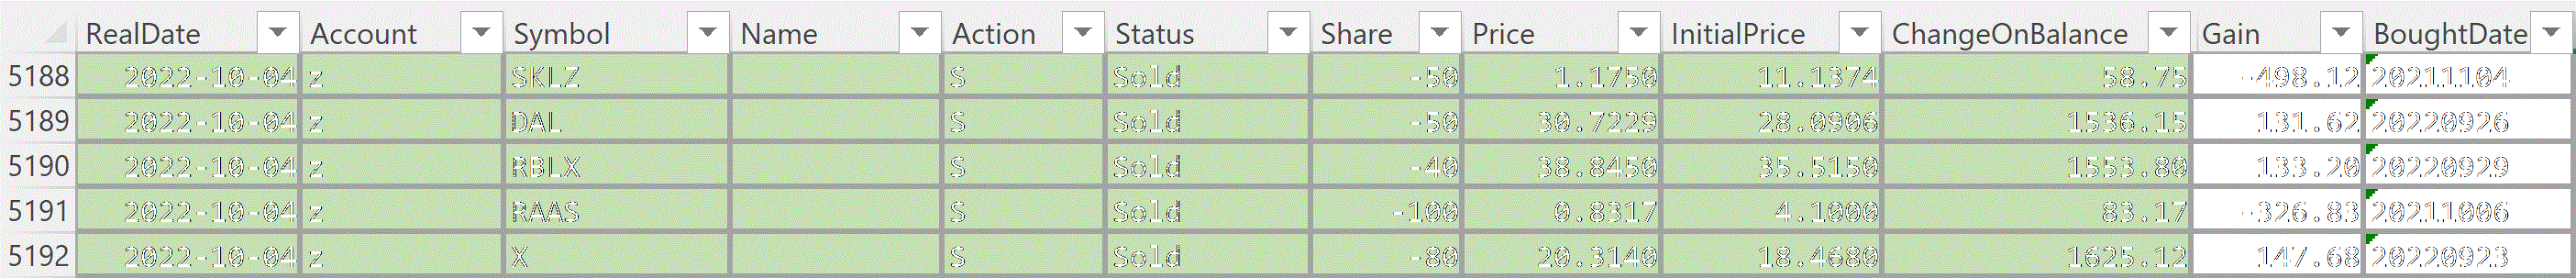 RealDate Account Symbol Name Action Status Share Price InitialPrice ChangeOnBalance Gain BoughtDate
5188 2022-10-04 z SKLZ S Sold -50 1.1750 11.1374 58.75 -498.12 20211104
5189 2022-10-04 z DAL S Sold -50 30.7229 28.0906 1536.15 131.62 20220926
5190 2022-10-04 z RBLX S Sold -40 38.8450 35.5150 1553.80 133.20 20220929
5191 2022-10-04 z RAAS S Sold -100 0.8317 4.1000 83.17 -326.83 20211006
5192 2022-10-04 z X S Sold -80 20.3140 18.4680 1625.12 147.68 20220923